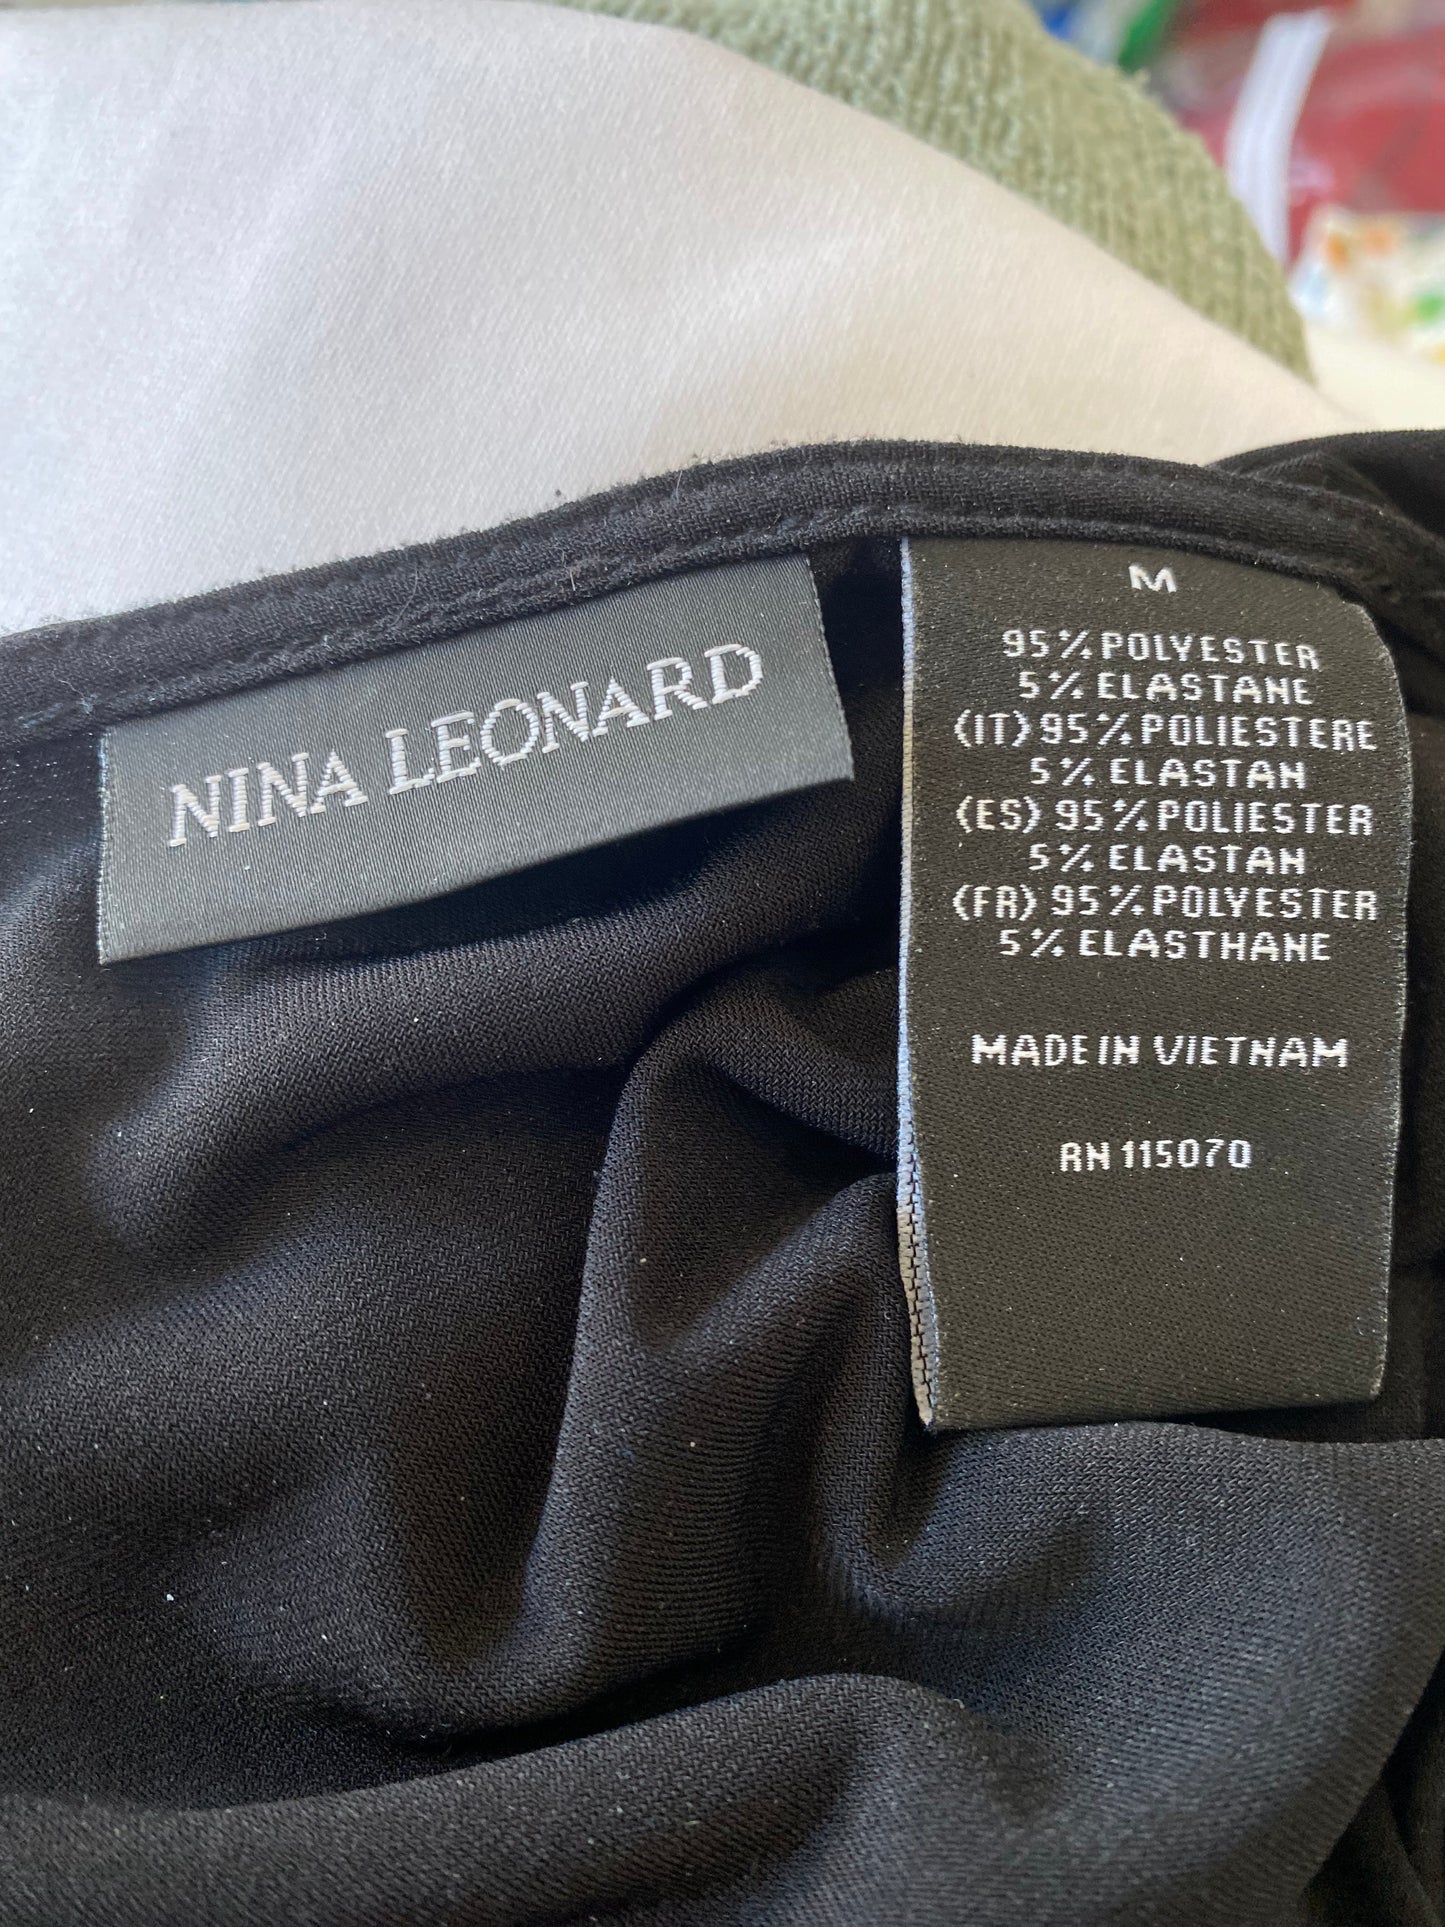 NINA LEONARD
M
95% POLYESTER
5% ELASTANE
(IT) 95% POLIESTERE
5% ELASTAN
(ES) 95% POLIESTER
5% ELASTAN
(FR) 95% POLYESTER
5% ELASTHANE
MADE IN VIETNAM
RN 115070